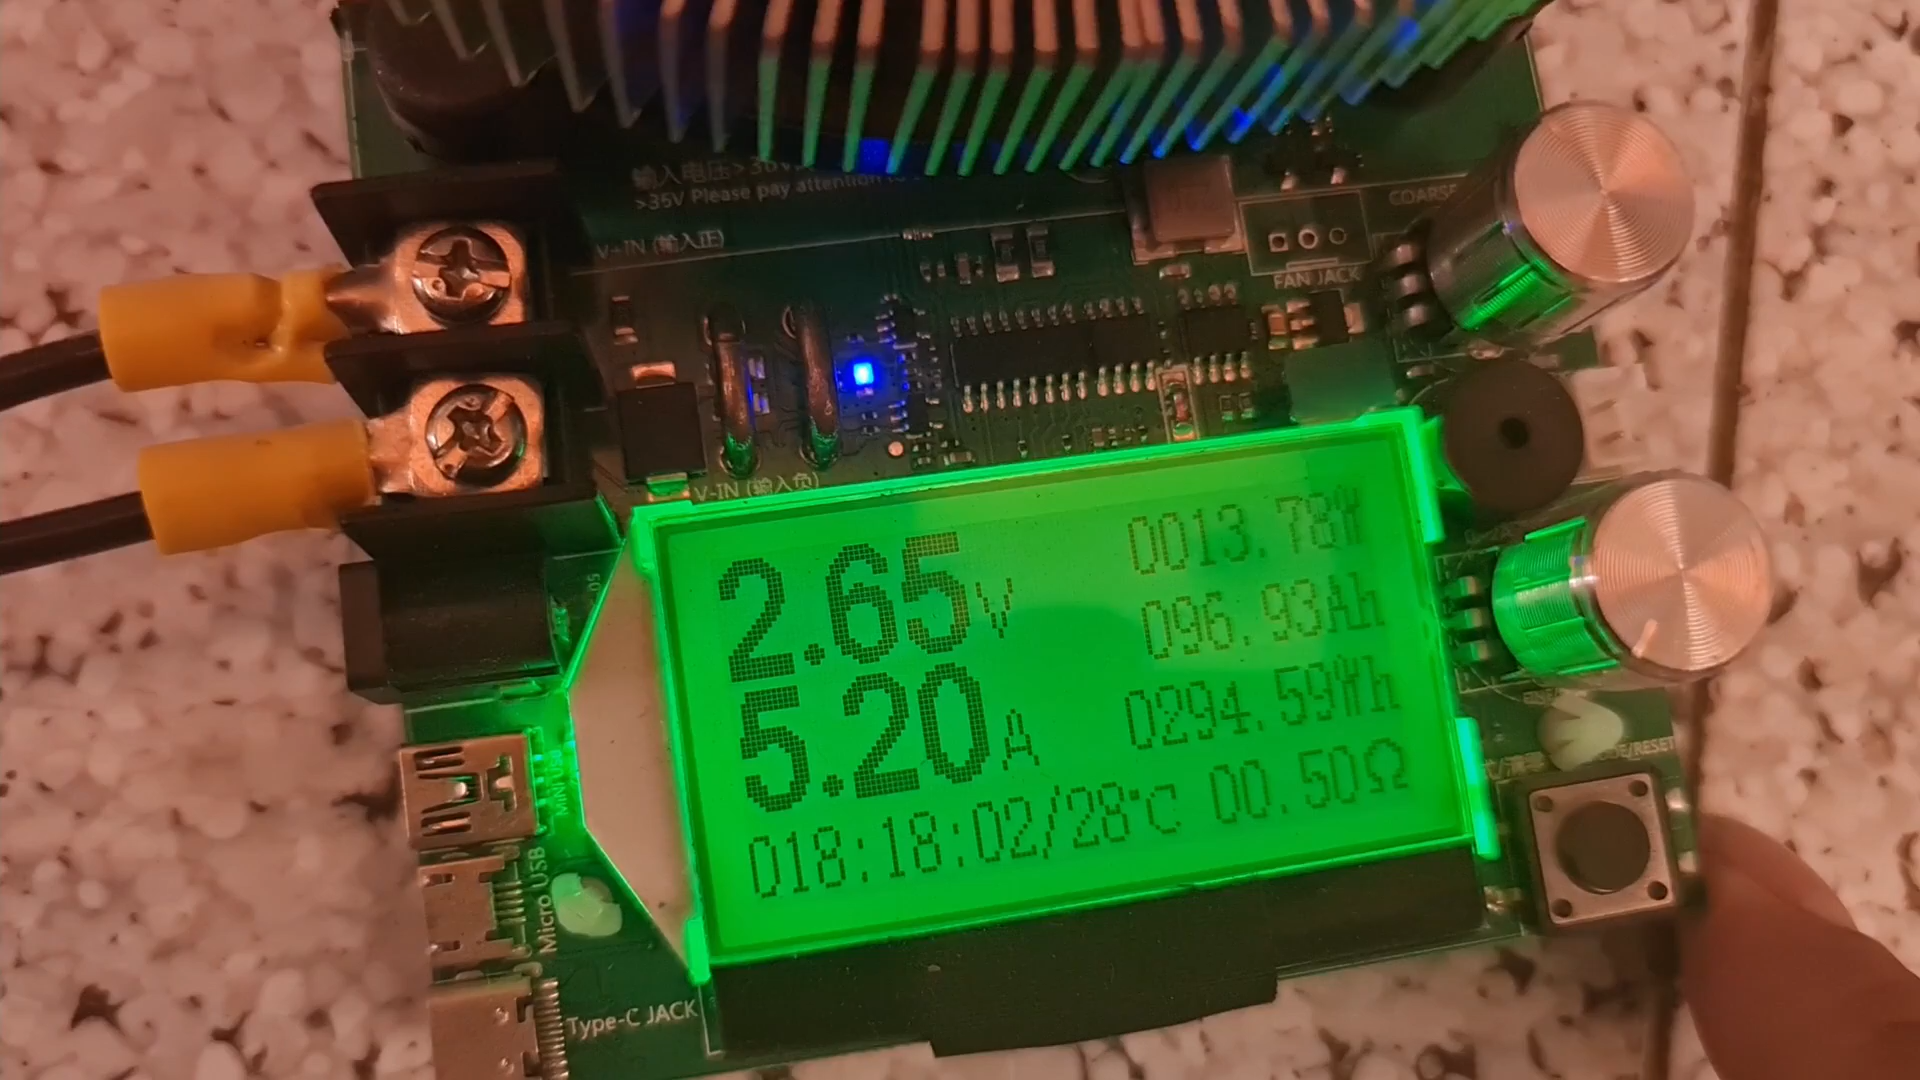 输入电压>36V
>35V Please pay attention to
COARSE
V-IN (输入正)
FAN JACK
V-IN (输入负)
2.65V
0013.78W
096.93Ah
5.20A
0294.59Wh
018:18:02/28℃ 00.50Ω
MINI USB
Micro USB
Type-C JACK
/RESET